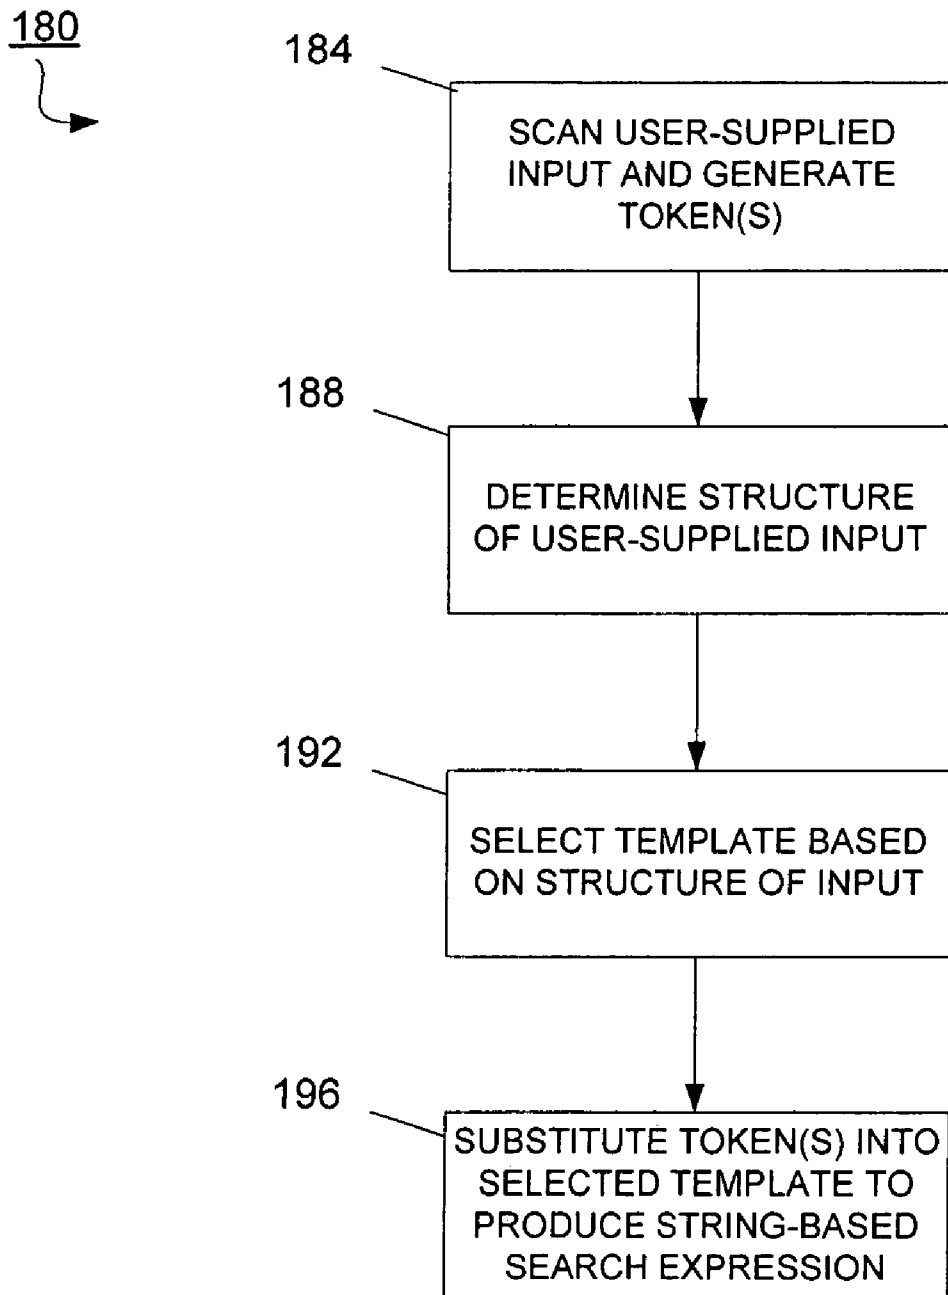 180
184
SCAN USER-SUPPLIED
INPUT AND GENERATE
TOKEN(S)
188
DETERMINE STRUCTURE
OF USER-SUPPLIED INPUT
192
SELECT TEMPLATE BASED
ON STRUCTURE OF INPUT
196
SUBSTITUTE TOKEN(S) INTO
SELECTED TEMPLATE TO
PRODUCE STRING-BASED
SEARCH EXPRESSION